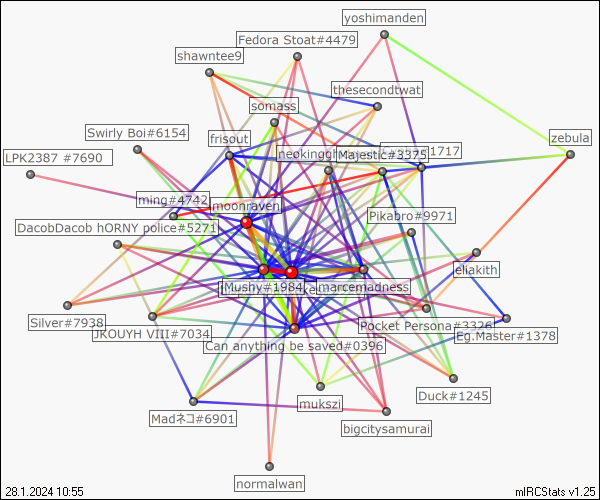 yoshimanden
Fedora Stoat#4479
shawntee9
thesecondtwat
somass
Swirly Boi#6154
frisout
zebula
Majestic#3375
1717
LPK2387 #7690
ming#4742
moonraven
Pikabro#9971
DacobDacob hORNY police#5271
eliakith
iMushy#1984
marcemadness
Silver#7938
JKOUYH VIII#7034
Pocket Persona#3326
Eg.Master#1378
Can anything be saved#0396
Duck#1245
mukszi
Madネコ#6901
bigcitysamurai
normalwan
28.1.2024 10:55
mIRCStats v1.25